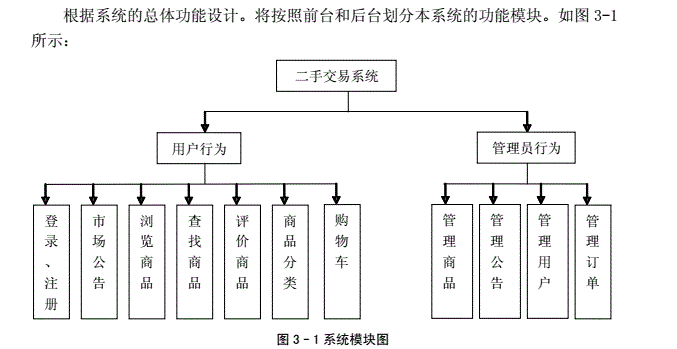 根据系统的总体功能设计。将按照前台和后台划分本系统的功能模块。如图 3-1
所示：
二手交易系统
用户行为
管理员行为
登录、注册
市场公告
浏览商品
查找商品
评价商品
商品分类
购物车
管理商品
管理公告
管理用户
管理订单
图 3－1 系统模块图